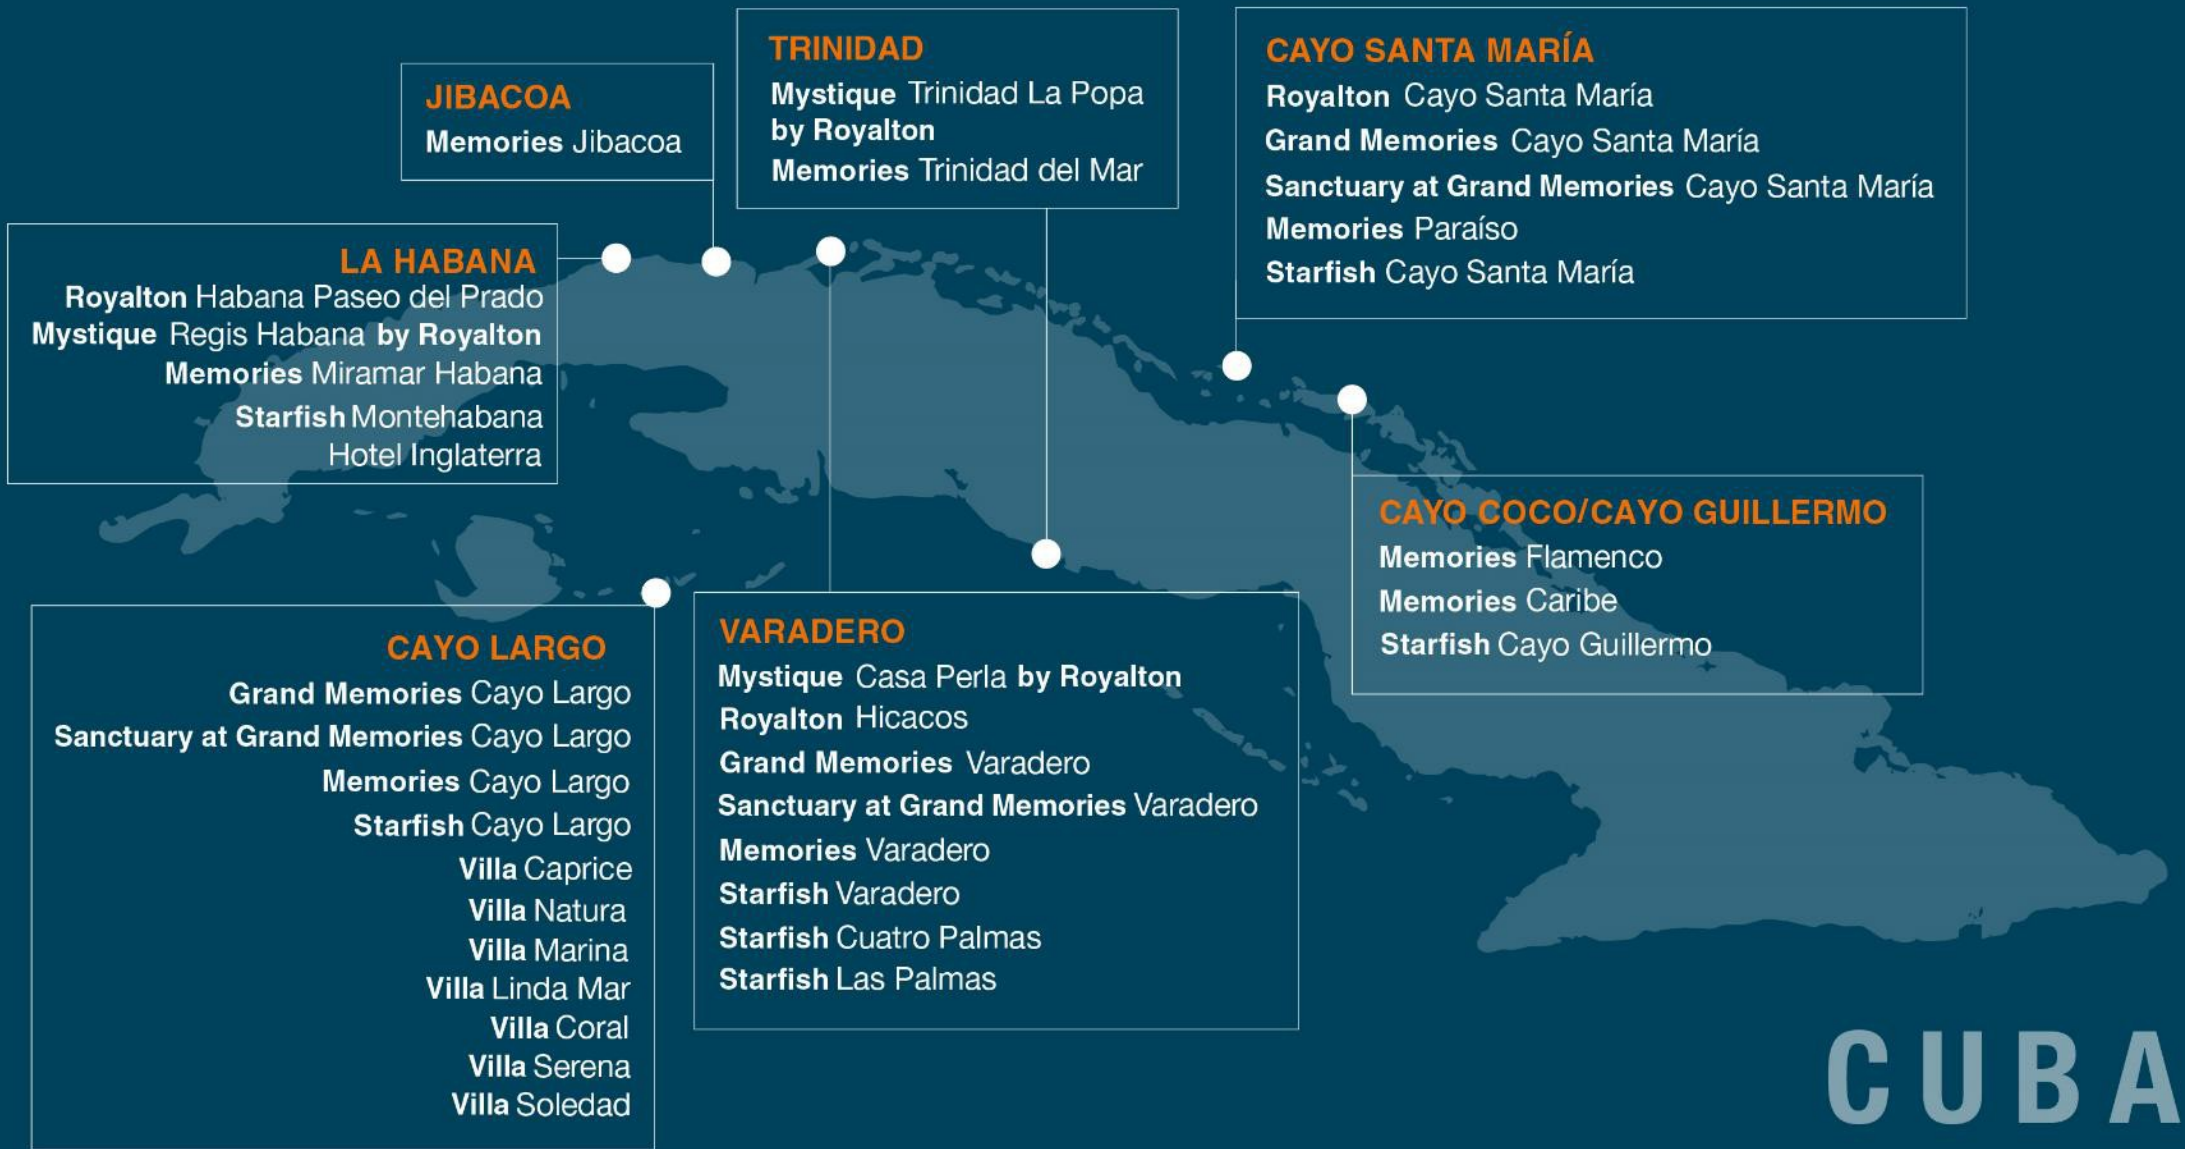 JIBACOA
Memories Jibacoa
TRINIDAD
Mystique Trinidad La Popa
by Royalton
Memories Trinidad del Mar
CAYO SANTA MARÍA
Royalton Cayo Santa María
Grand Memories Cayo Santa María
Sanctuary at Grand Memories Cayo Santa María
Memories Paraíso
Starfish Cayo Santa María
LA HABANA
Royalton Habana Paseo del Prado
Mystique Regis Habana by Royalton
Memories Miramar Habana
Starfish Montehabana
Hotel Inglaterra
CAYO COCO/CAYO GUILLERMO
Memories Flamenco
Memories Caribe
Starfish Cayo Guillermo
CAYO LARGO
Grand Memories Cayo Largo
Sanctuary at Grand Memories Cayo Largo
Memories Cayo Largo
Starfish Cayo Largo
Villa Caprice
Villa Natura
Villa Marina
Villa Linda Mar
Villa Coral
Villa Serena
Villa Soledad
VARADERO
Mystique Casa Perla by Royalton
Royalton Hicacos
Grand Memories Varadero
Sanctuary at Grand Memories Varadero
Memories Varadero
Starfish Varadero
Starfish Cuatro Palmas
Starfish Las Palmas
CUBA